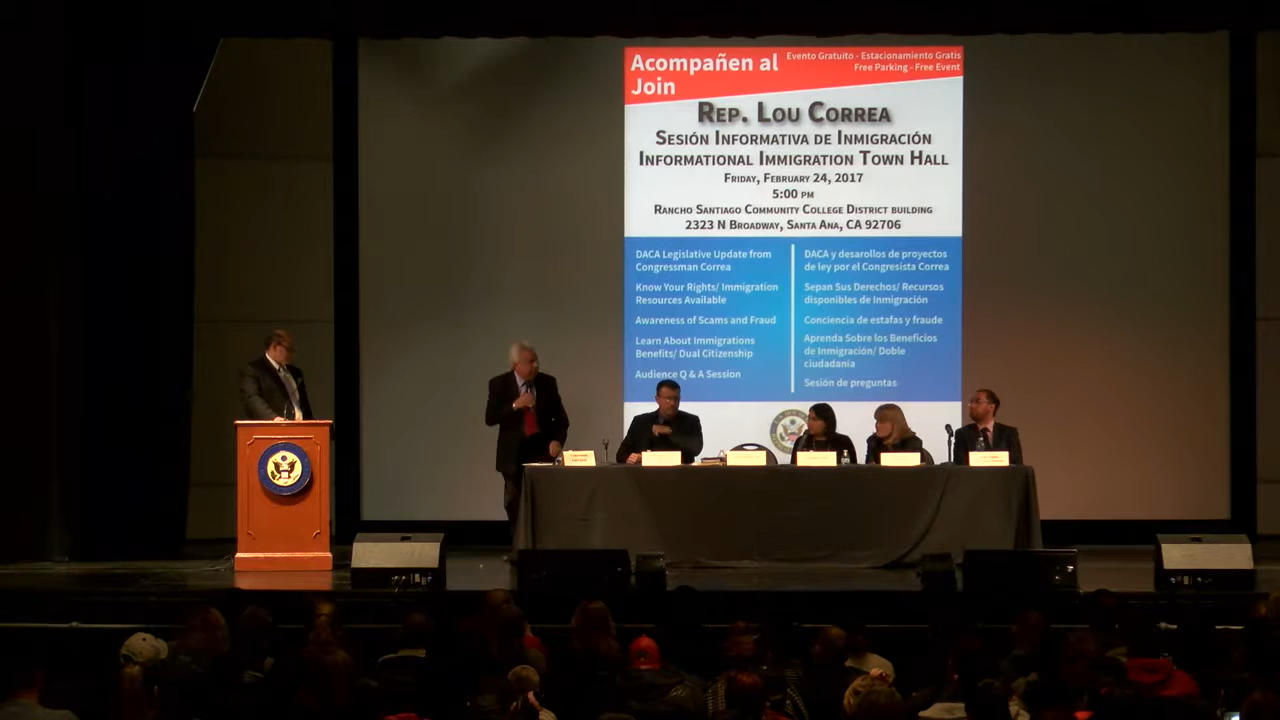 Acompañen al
Join
Evento Gratuito - Estacionamiento Gratis
Free Parking - Free Event
Rep. Lou Correa
Sesión Informativa de Inmigración
Informational Immigration Town Hall
Friday, February 24, 2017
5:00 pm
Rancho Santiago Community College District building
2323 N Broadway, Santa Ana, CA 92706
DACA Legislative Update from
Congressman Correa
Know Your Rights/ Immigration
Resources Available
Awareness of Scams and Fraud
Learn About Immigrations
Benefits/ Dual Citizenship
Audience Q & A Session
DACA y desarollos de proyectos
de ley por el Congresista Correa
Sepan Sus Derechos/ Recursos
disponibles de Inmigración
Conciencia de estafas y fraude
Aprenda Sobre los Beneficios
de Inmigración/ Doble
ciudadanía
Sesión de preguntas